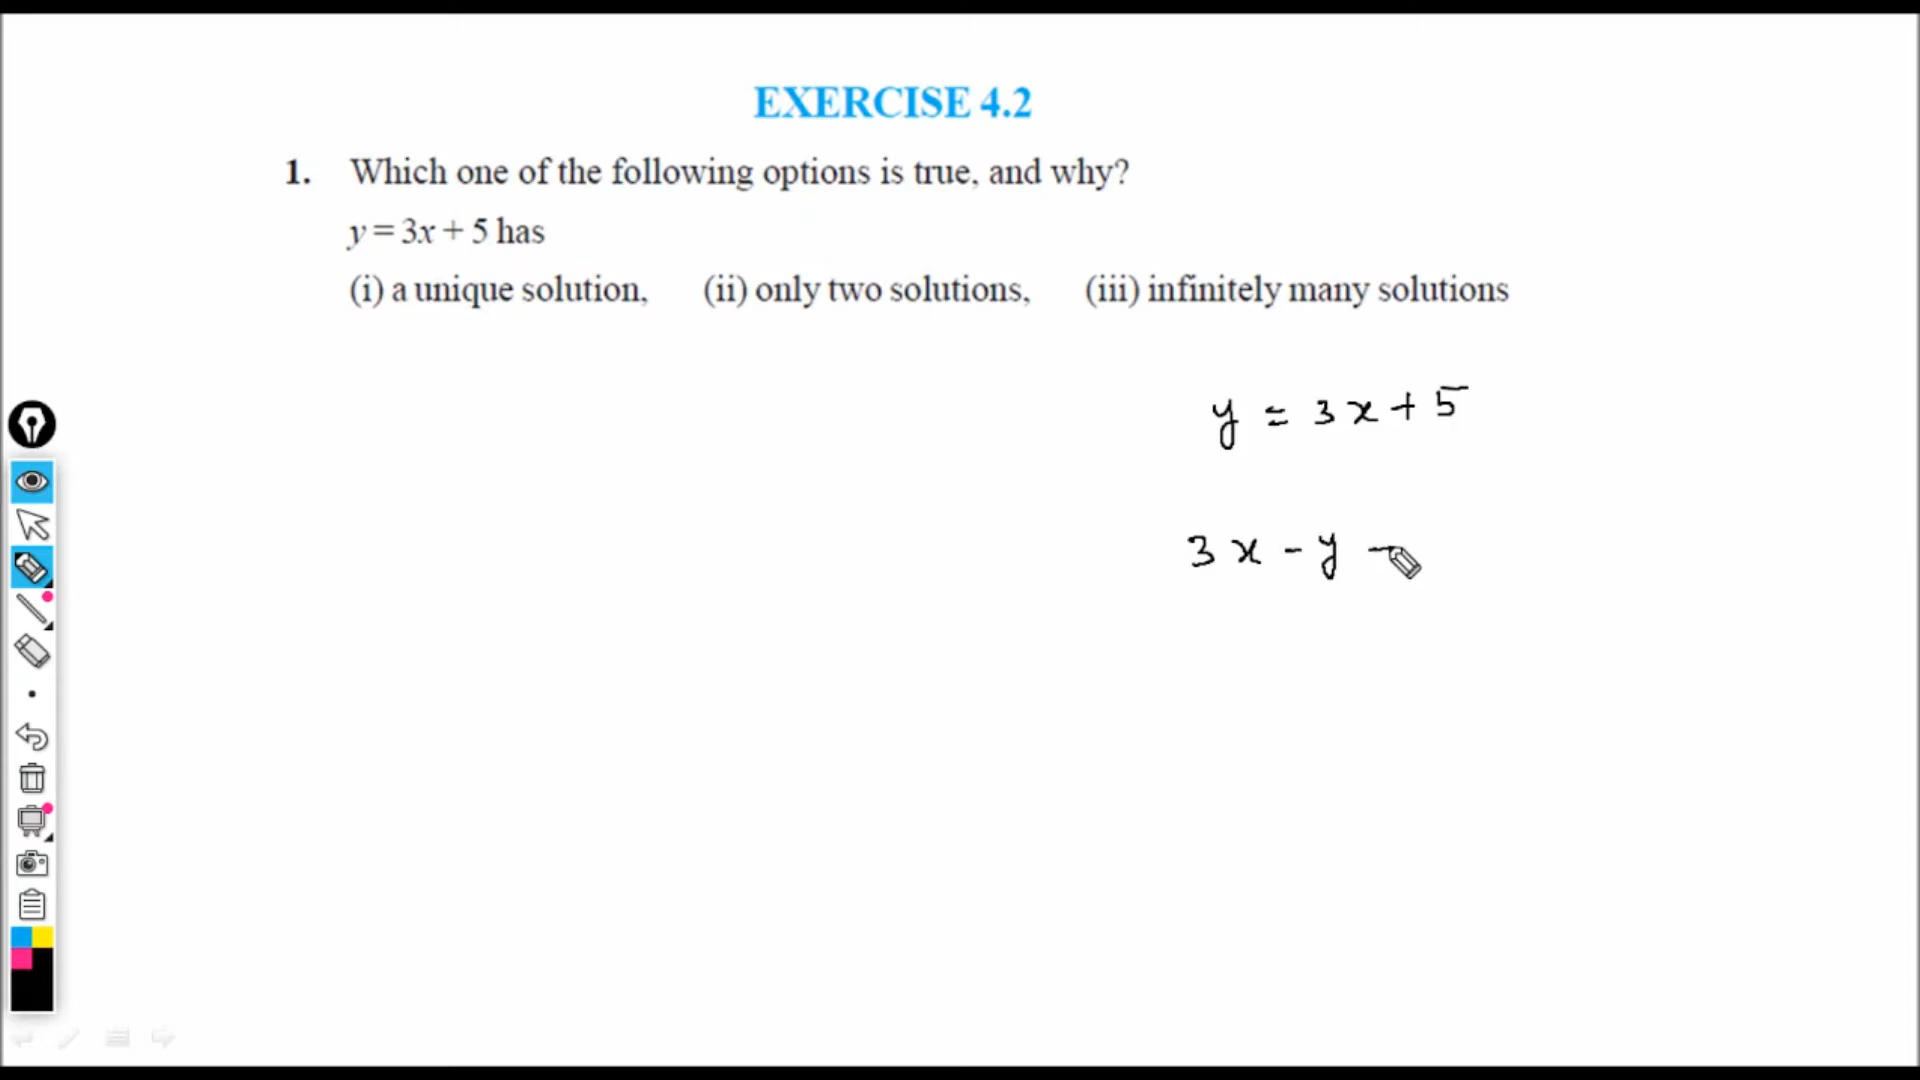 EXERCISE 4.2
1. Which one of the following options is true, and why?
y = 3x + 5 has
(i) a unique solution, (ii) only two solutions, (iii) infinitely many solutions
y = 3x + 5
3x - y